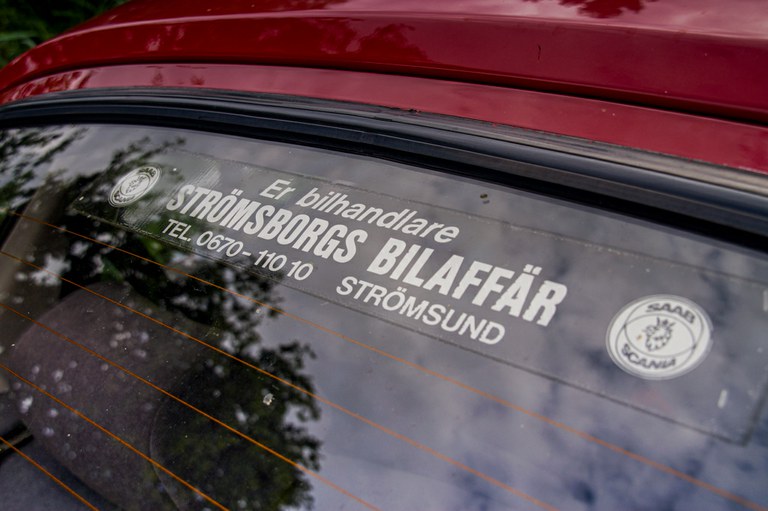 Er bilhandlare
STRÖMSBORGS BILAFFÄR
TEL. 0670-110 10 STRÖMSUND
SAAB
SCANIA